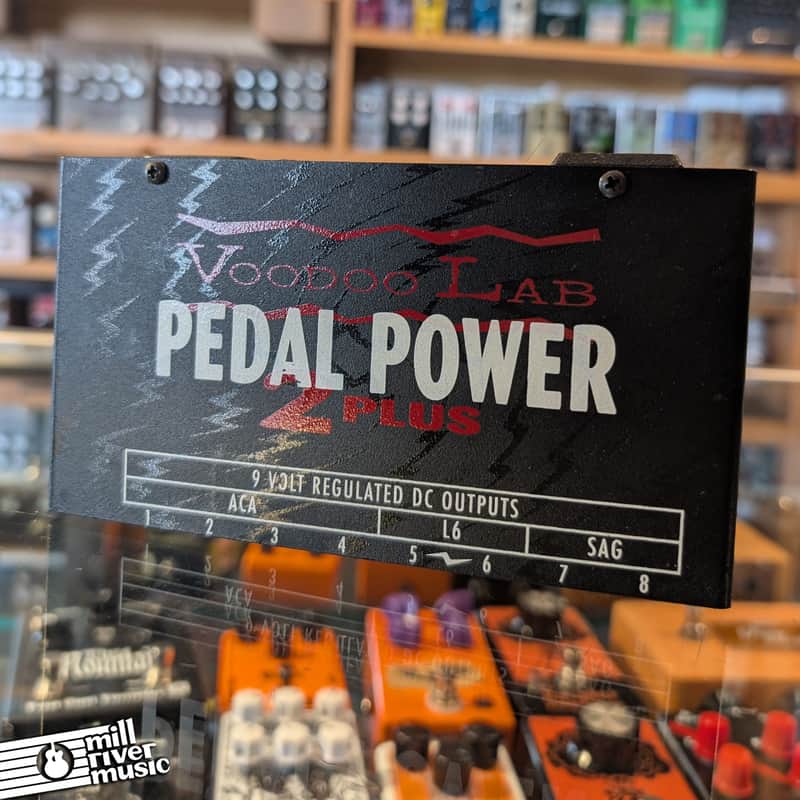 VOODOO LAB
PEDAL POWER
2 PLUS
9 VOLT REGULATED DC OUTPUTS
ACA L6 SAG
1 2 3 4 5 6 7 8
mill
river
music